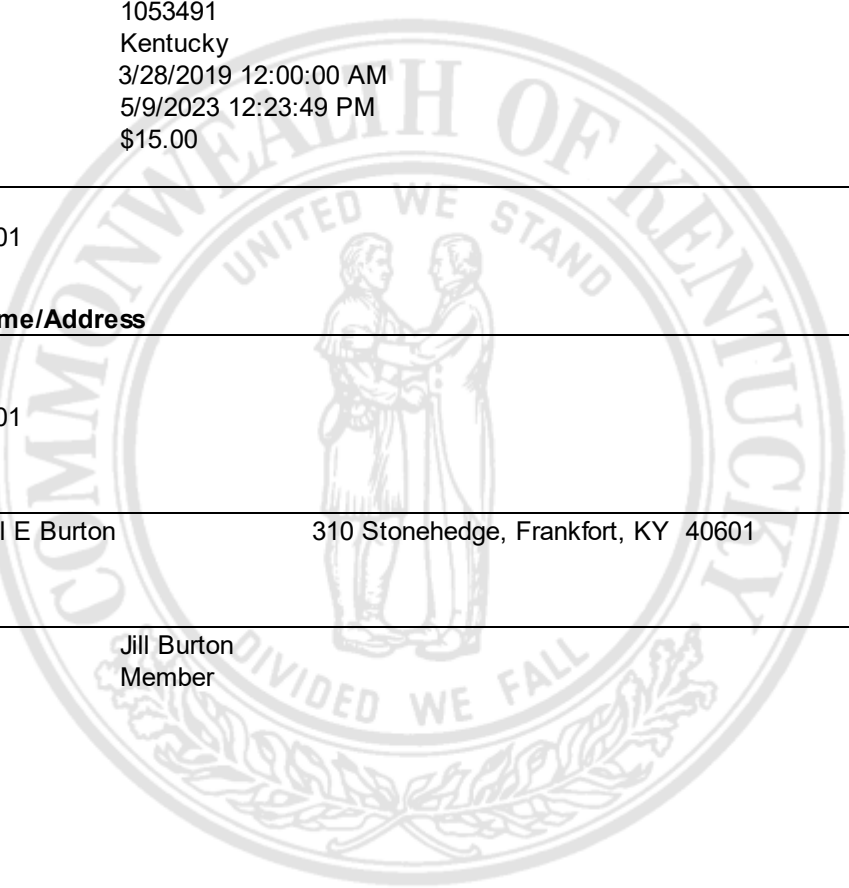 1053491
Kentucky
3/28/2019 12:00:00 AM
5/9/2023 12:23:49 PM
$15.00
01
me/Address
01
l E Burton 310 Stonehedge, Frankfort, KY 40601
Jill Burton
Member
COMMONWEALTH OF KENTUCKY
UNITED WE STAND
DIVIDED WE FALL